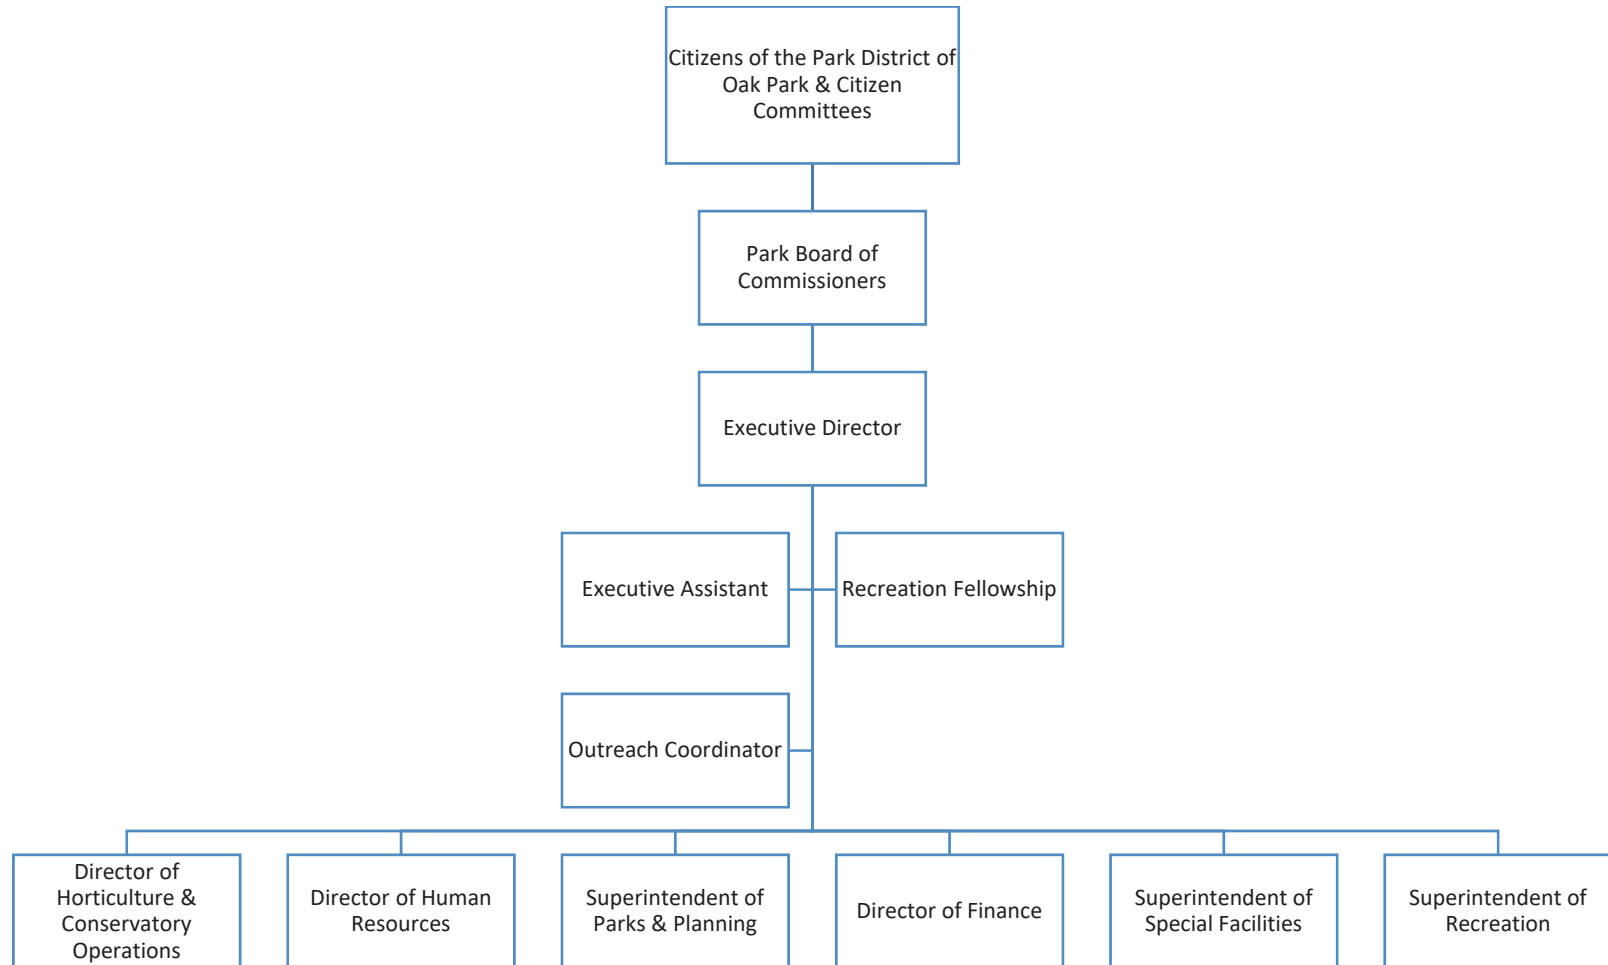 Citizens of the Park District of
Oak Park & Citizen
Committees
Park Board of
Commissioners
Executive Director
Executive Assistant
Recreation Fellowship
Outreach Coordinator
Director of
Horticulture &
Conservatory
Operations
Director of Human
Resources
Superintendent of
Parks & Planning
Director of Finance
Superintendent of
Special Facilities
Superintendent of
Recreation